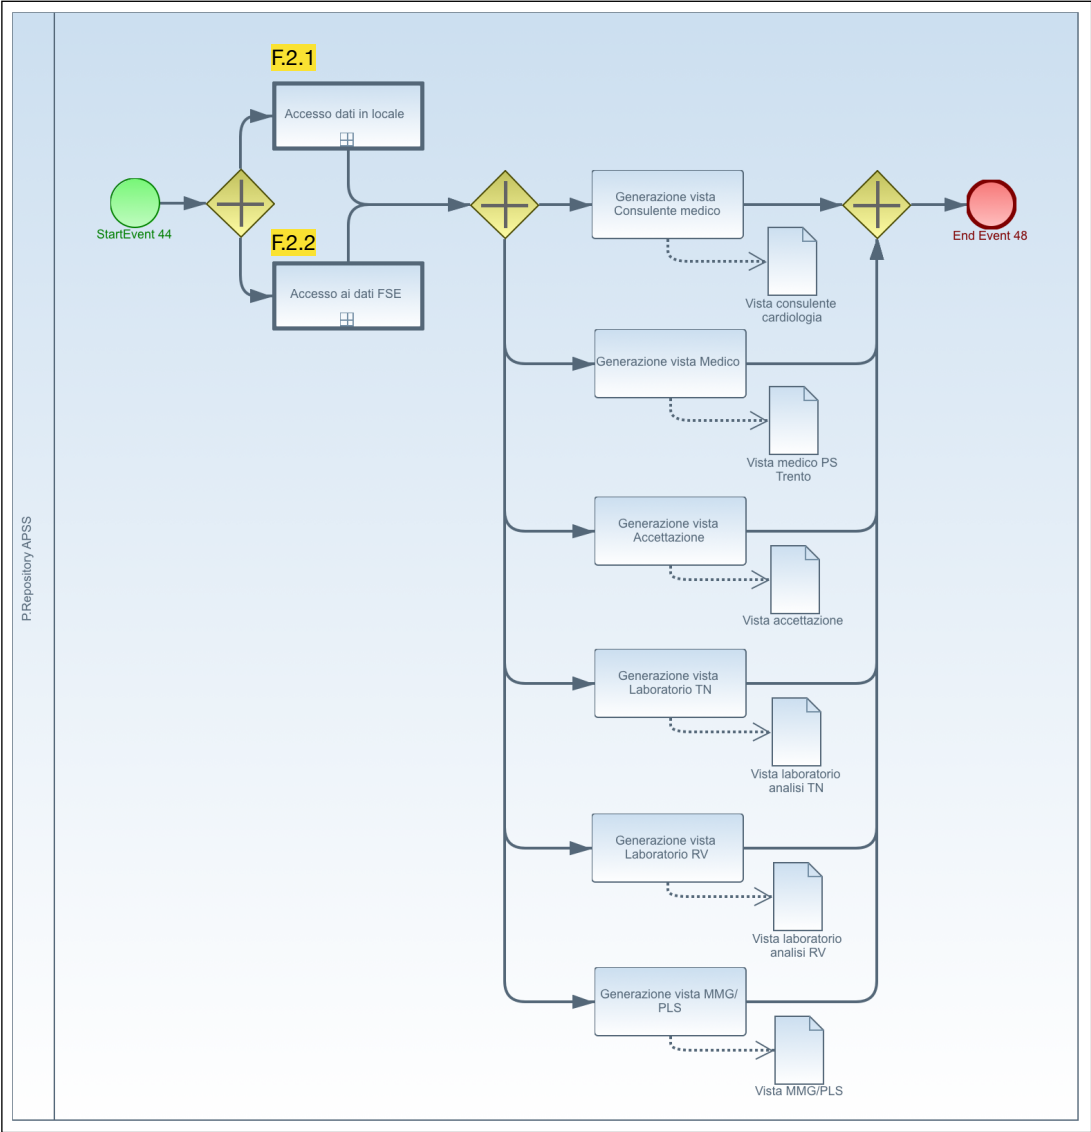 P.Repository APSS
F.2.1
Accesso dati in locale
StartEvent 44
F.2.2
Accesso ai dati FSE
Generazione vista
Consulente medico
End Event 48
Vista consulente
cardiologia
Generazione vista Medico
Vista medico PS
Trento
Generazione vista
Accettazione
Vista accettazione
Generazione vista
Laboratorio TN
Vista laboratorio
analisi TN
Generazione vista
Laboratorio RV
Vista laboratorio
analisi RV
Generazione vista MMG/
PLS
Vista MMG/PLS